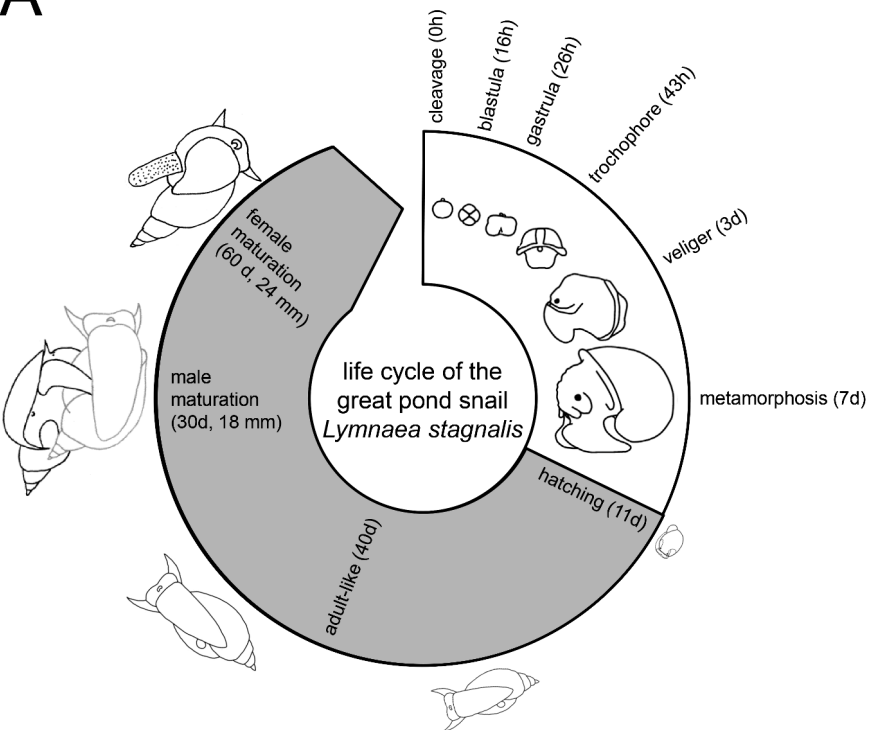 A
cleavage (0h)
blastula (16h)
gastrula (26h)
trochophore (43h)
veliger (3d)
metamorphosis (7d)
hatching (11d)
adult-like (40d)
male
maturation
(30d, 18 mm)
female
maturation
(60 d, 24 mm)
life cycle of the
great pond snail
Lymnaea stagnalis